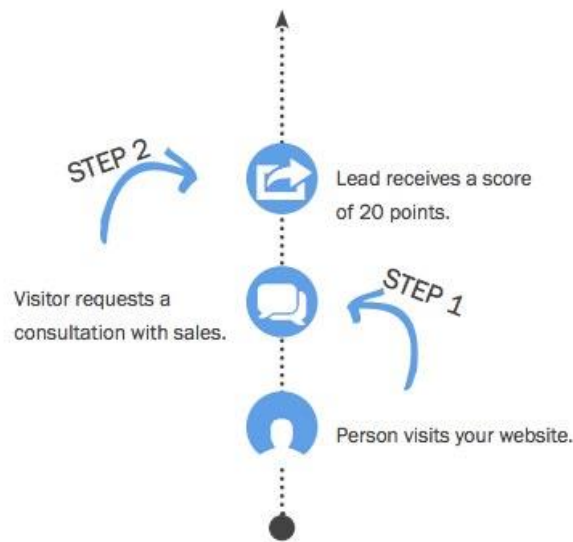 STEP 2
Lead receives a score
of 20 points.
STEP 1
Visitor requests a
consultation with sales.
Person visits your website.